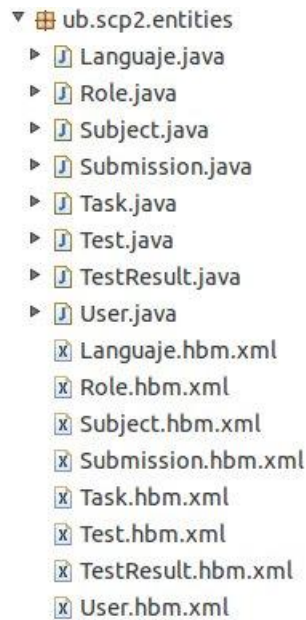 ub.scp2.entities
Languaje.java
Role.java
Subject.java
Submission.java
Task.java
Test.java
TestResult.java
User.java
Languaje.hbm.xml
Role.hbm.xml
Subject.hbm.xml
Submission.hbm.xml
Task.hbm.xml
Test.hbm.xml
TestResult.hbm.xml
User.hbm.xml